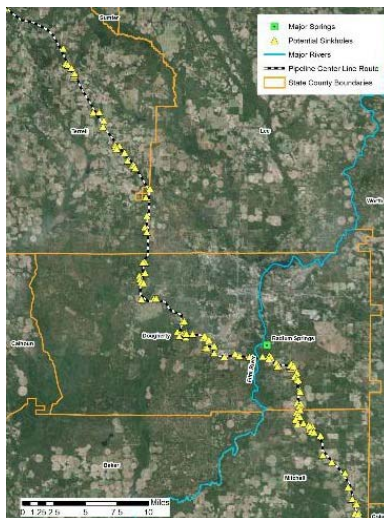 Major Springs
Potential Sinkholes
Major Rivers
Pipeline Center Line Route
State County Boundaries
Sumter
Terrell
Lee
Worth
Calhoun
Dougherty
Radium Springs
Flint River
Baker
Mitchell
Miles
0 1.25 2.5 5 7.5 10